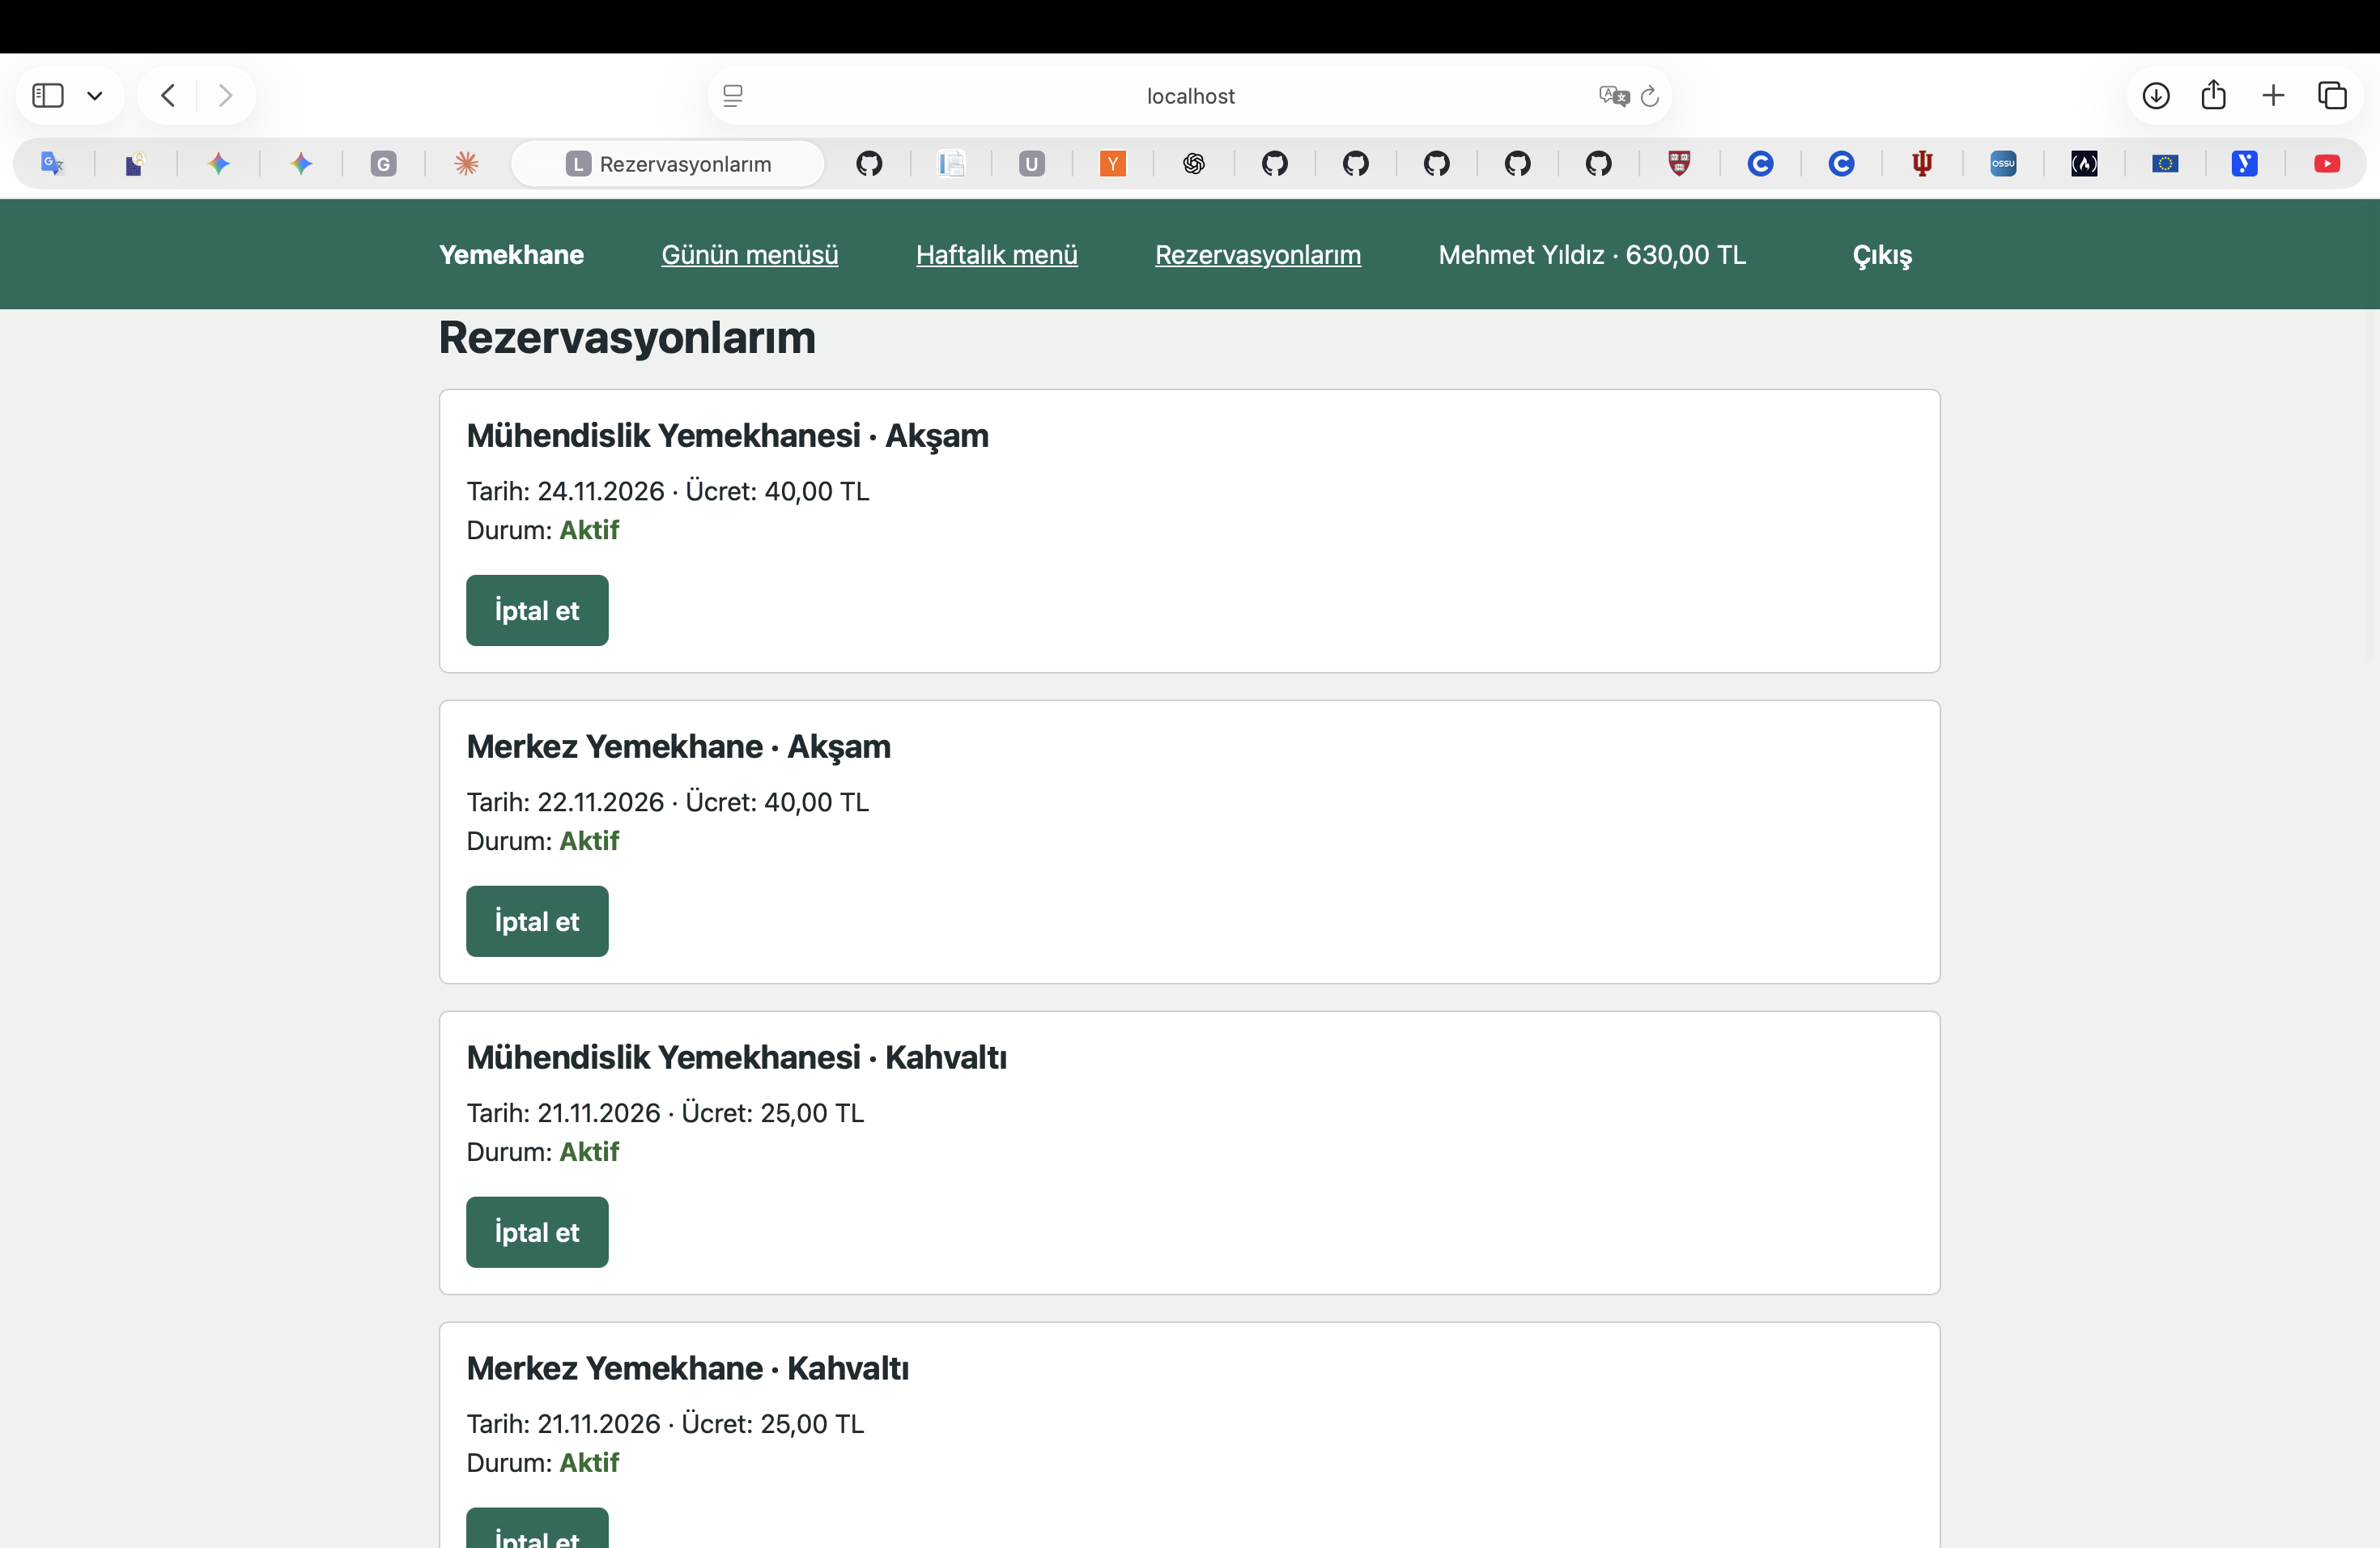 localhost
G
L Rezervasyonlarım
U
Y
OSSU
Yemekhane Günün menüsü Haftalık menü Rezervasyonlarım Mehmet Yıldız · 630,00 TL Çıkış
Rezervasyonlarım
Mühendislik Yemekhanesi · Akşam
Tarih: 24.11.2026 · Ücret: 40,00 TL
Durum: Aktif
İptal et
Merkez Yemekhane · Akşam
Tarih: 22.11.2026 · Ücret: 40,00 TL
Durum: Aktif
İptal et
Mühendislik Yemekhanesi · Kahvaltı
Tarih: 21.11.2026 · Ücret: 25,00 TL
Durum: Aktif
İptal et
Merkez Yemekhane · Kahvaltı
Tarih: 21.11.2026 · Ücret: 25,00 TL
Durum: Aktif
İptal et